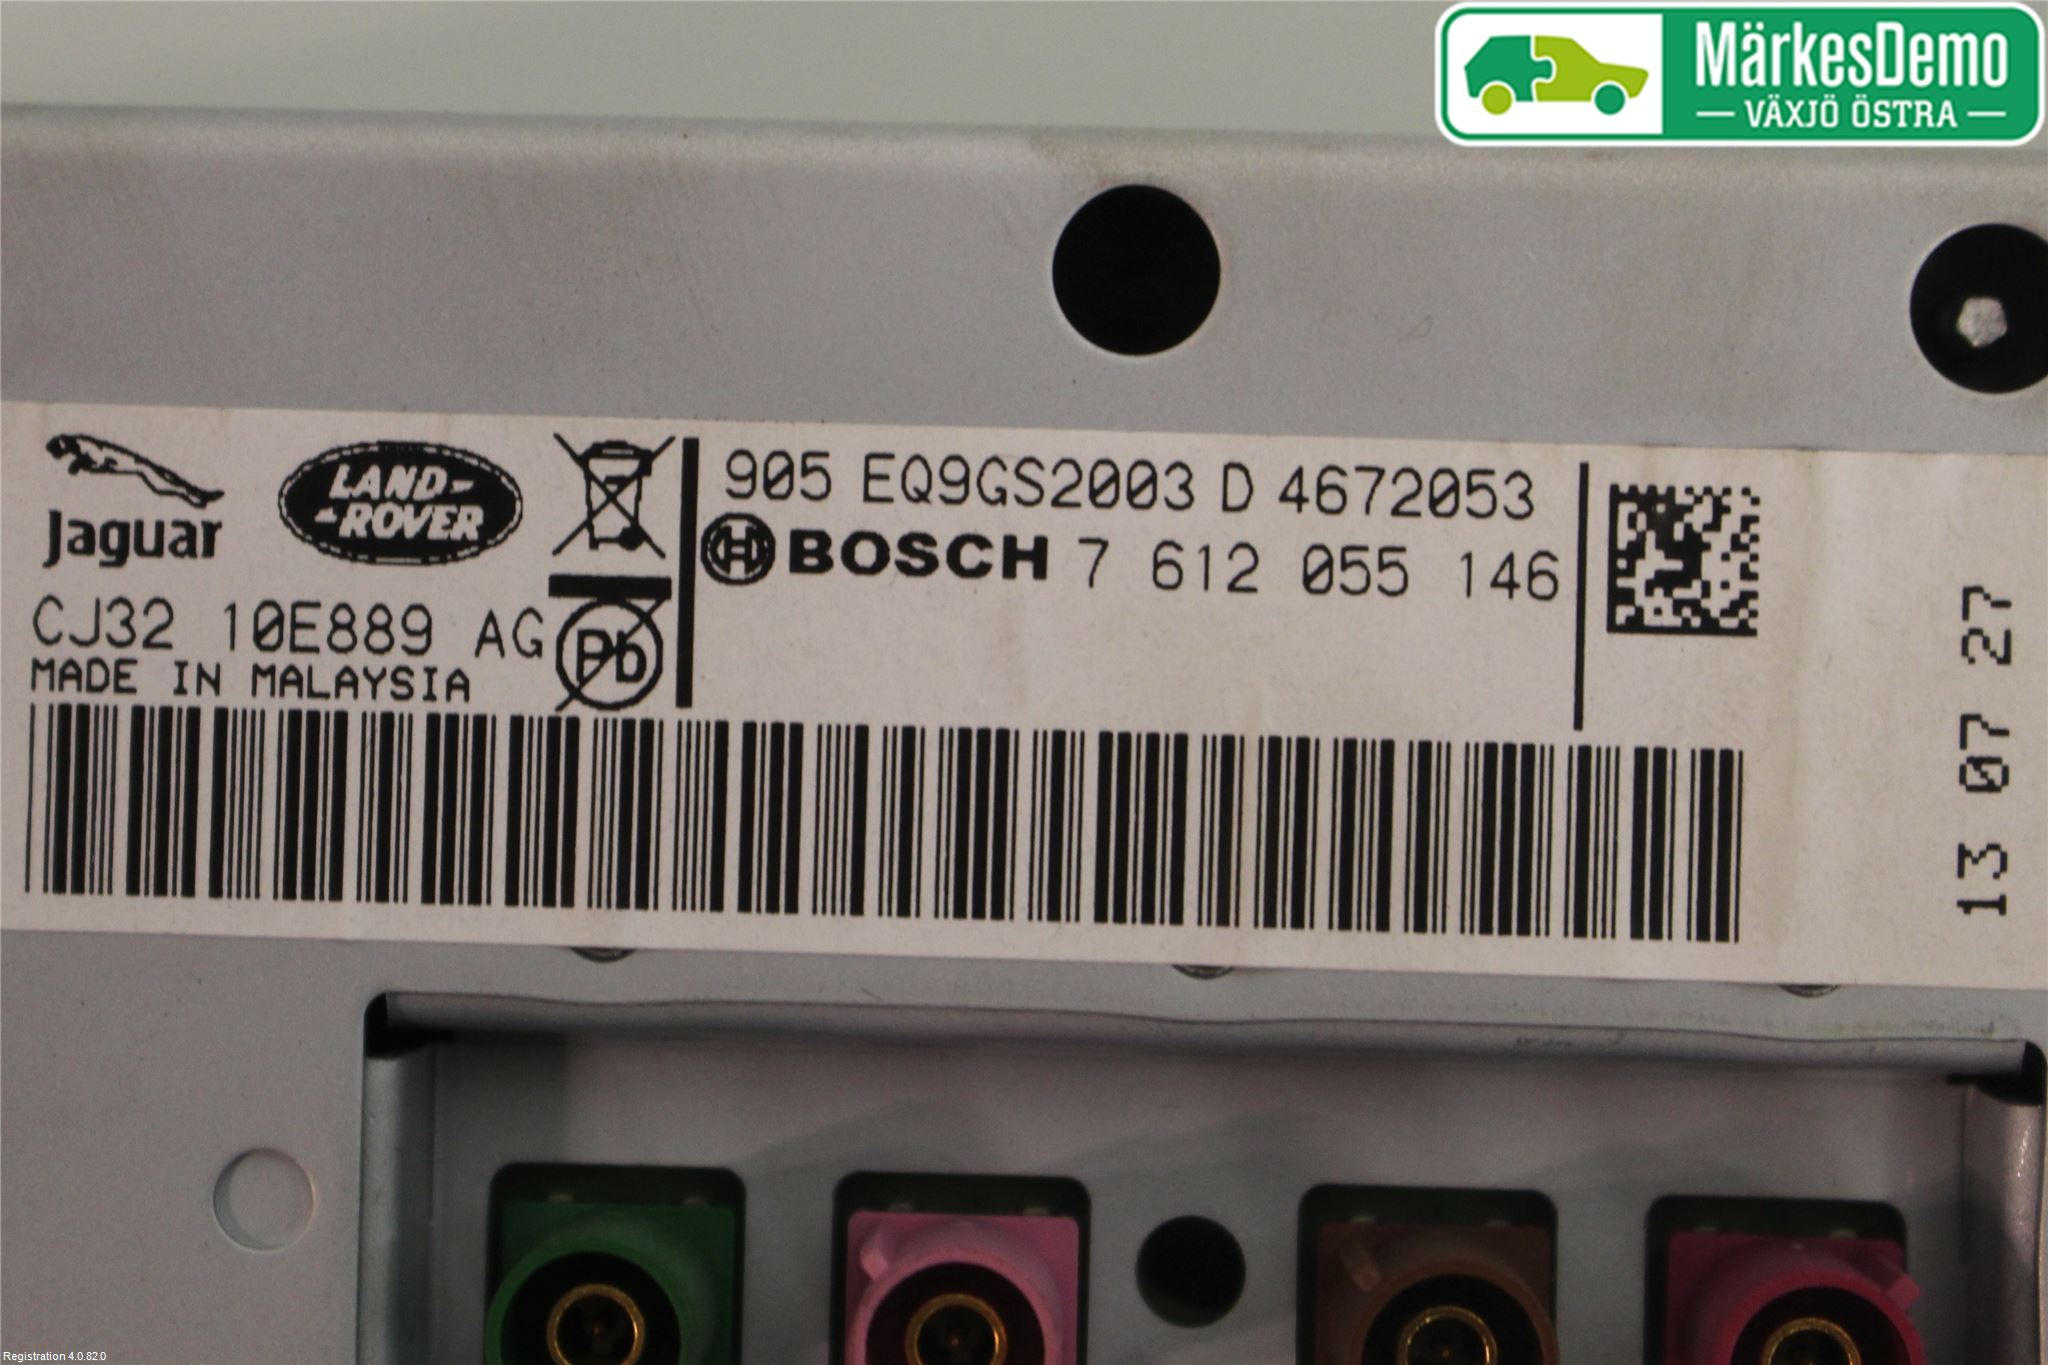 MärkesDemo
VÄXJÖ ÖSTRA
Jaguar
LAND-
-ROVER
905 EQ9GS2003 D 4672053
BOSCH 7 612 055 146
CJ32 10E889 AG
Pb
MADE IN MALAYSIA
13 07 27
Registration 4.0.82.0